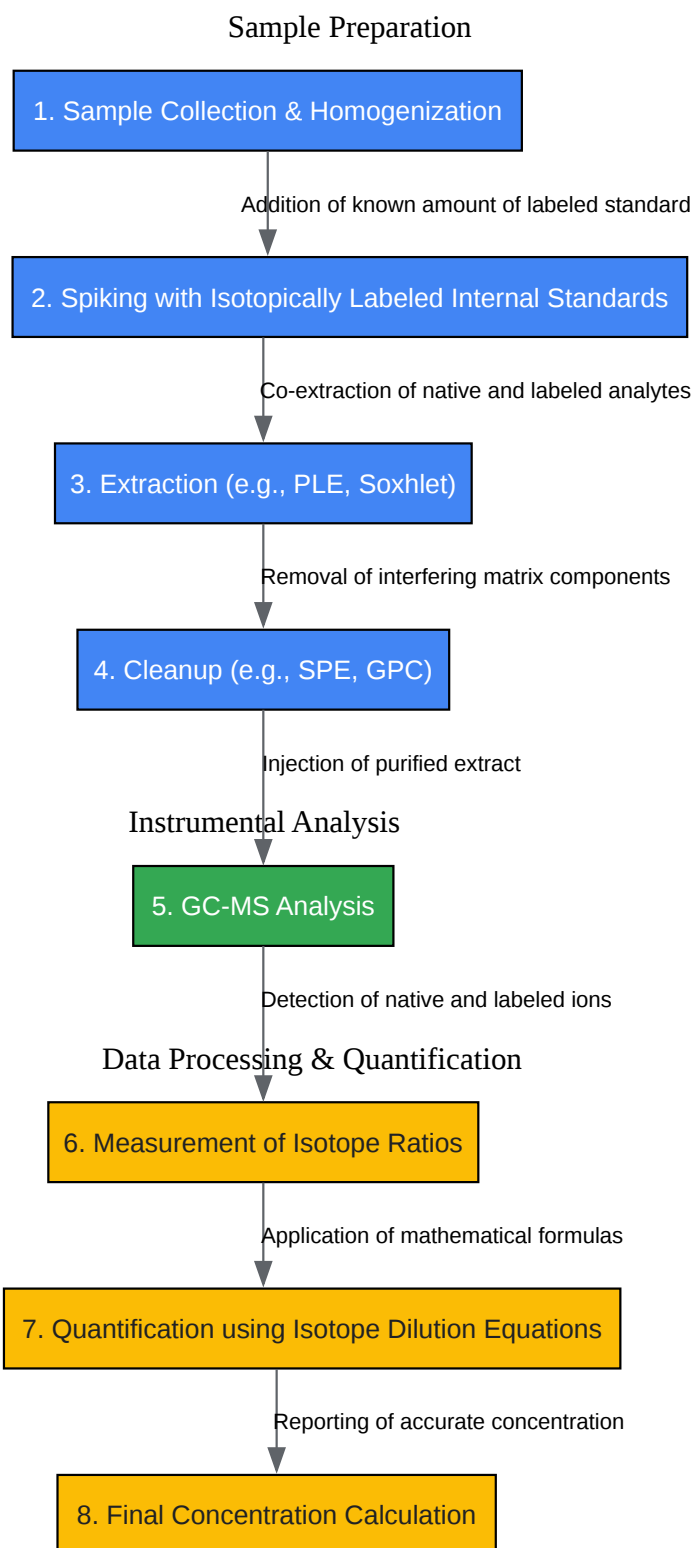 Sample Preparation
1. Sample Collection & Homogenization
Addition of known amount of labeled standard
2. Spiking with Isotopically Labeled Internal Standards
Co-extraction of native and labeled analytes
3. Extraction (e.g., PLE, Soxhlet)
Removal of interfering matrix components
4. Cleanup (e.g., SPE, GPC)
Injection of purified extract
Instrumental Analysis
5. GC-MS Analysis
Detection of native and labeled ions
Data Processing & Quantification
6. Measurement of Isotope Ratios
Application of mathematical formulas
7. Quantification using Isotope Dilution Equations
Reporting of accurate concentration
8. Final Concentration Calculation